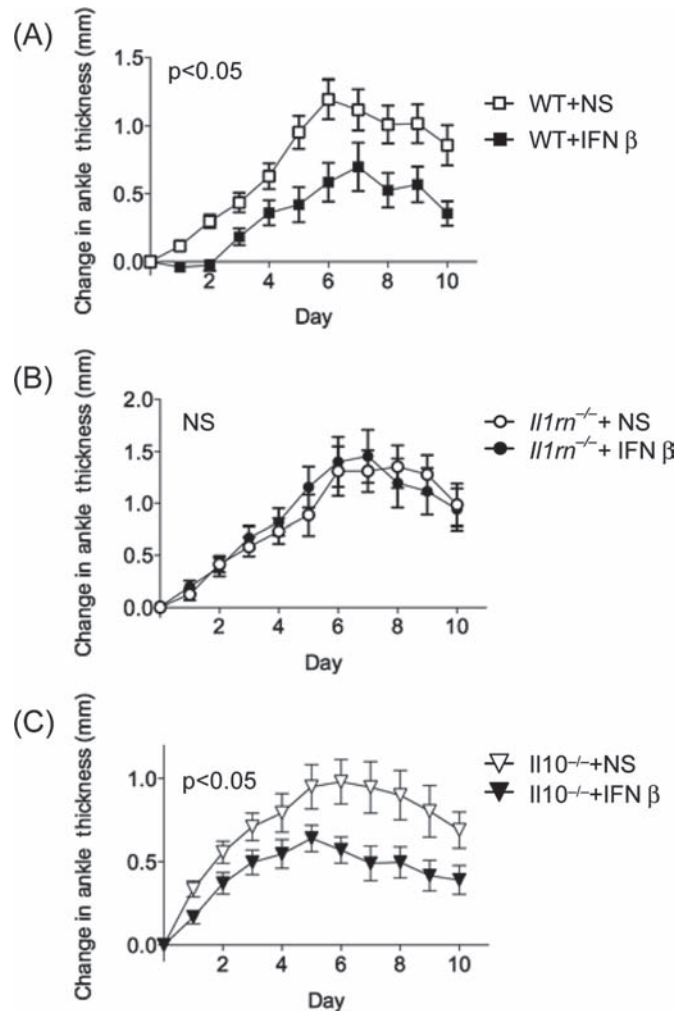 (A)
Change in ankle thickness (mm)
1.5
1.0
0.5
0.0
p<0.05
2 4 6 8 10
Day
WT+NS
WT+IFN β
(B)
Change in ankle thickness (mm)
2.0
1.5
1.0
0.5
0.0
NS
2 4 6 8 10
Day
Il1rn⁻/⁻ + NS
Il1rn⁻/⁻ + IFN β
(C)
Change in ankle thickness (mm)
1.0
0.5
0.0
p<0.05
2 4 6 8 10
Day
Il10⁻/⁻+NS
Il10⁻/⁻+IFN β